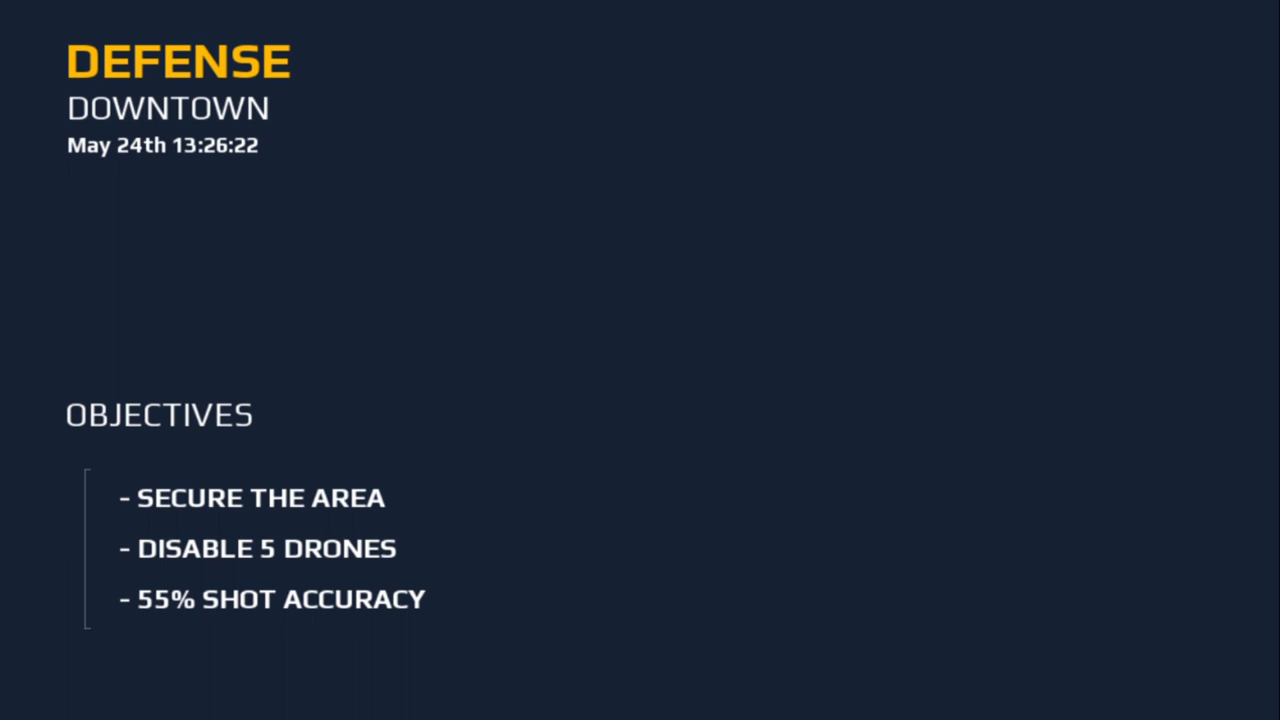 DEFENSE
DOWNTOWN
May 24th 13:26:22
OBJECTIVES
- SECURE THE AREA
- DISABLE 5 DRONES
- 55% SHOT ACCURACY